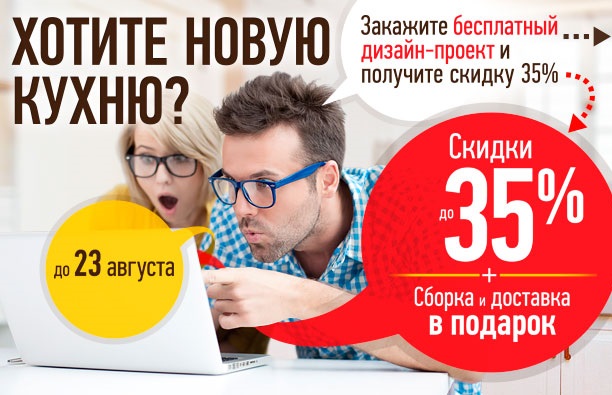 ХОТИТЕ НОВУЮ
КУХНЮ?
Закажите бесплатный
дизайн-проект и
получите скидку 35%
Скидки
до 35%
+
Сборка и доставка
в подарок
до 23 августа